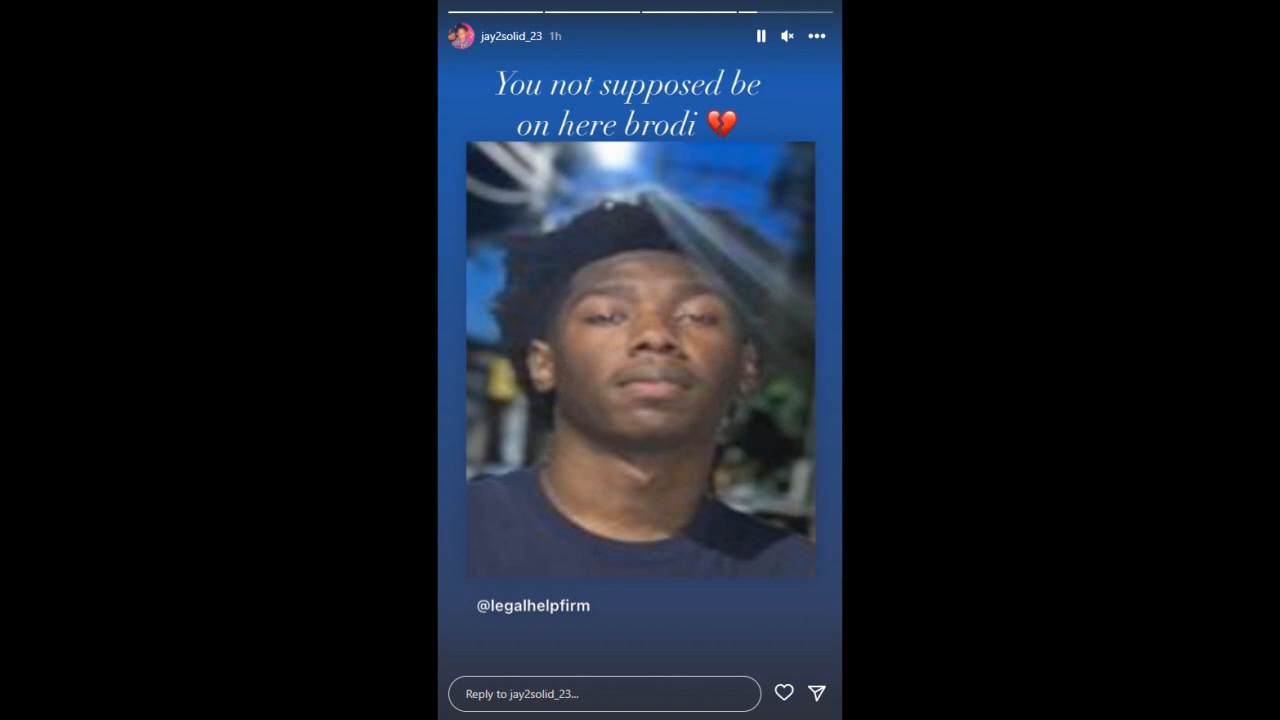 jay2solid_23 1h
You not supposed be
on here brodi 💔
@legalhelpfirm
Reply to jay2solid_23...